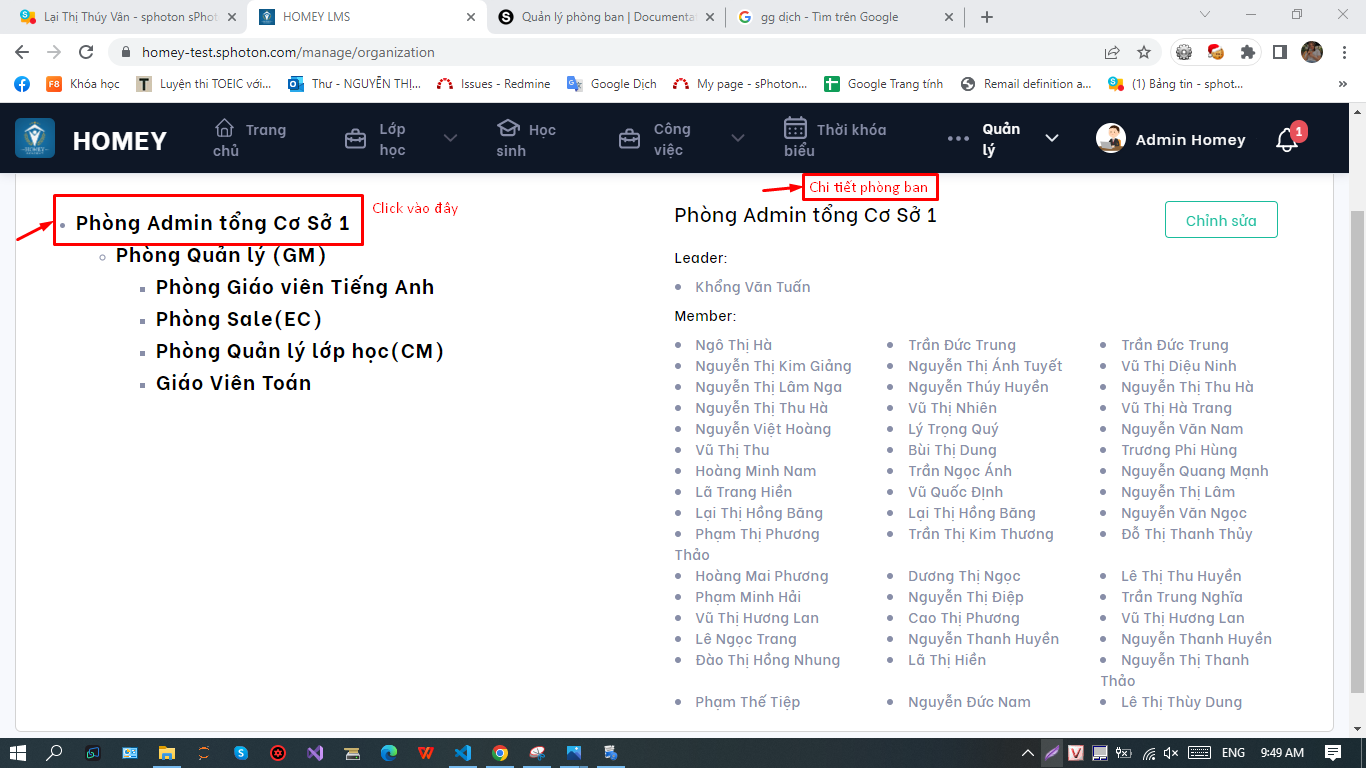 Lại Thị Thúy Vân - sphoton sPhot
HOMEY LMS
Quản lý phòng ban | Documentat
gg dịch - Tìm trên Google
homey-test.sphoton.com/manage/organization
Khóa học
Luyện thi TOEIC với...
Thư - NGUYỄN THỊ...
Issues - Redmine
Google Dịch
My page - sPhoton...
Google Trang tính
Remail definition a...
(1) Bảng tin - sphot...
HOMEY
Trang chủ
Lớp học
Học sinh
Công việc
Thời khóa biểu
Quản lý
Admin Homey
1
Phòng Admin tổng Cơ Sở 1
Click vào đây
Phòng Quản lý (GM)
Phòng Giáo viên Tiếng Anh
Phòng Sale(EC)
Phòng Quản lý lớp học(CM)
Giáo Viên Toán
Chi tiết phòng ban
Phòng Admin tổng Cơ Sở 1
Chỉnh sửa
Leader:
Khổng Văn Tuấn
Member:
Ngô Thị Hà Trần Đức Trung Trần Đức Trung
Nguyễn Thị Kim Giảng Nguyễn Thị Ánh Tuyết Vũ Diệu Ninh
Nguyễn Thị Lâm Nga Nguyễn Thúy Huyền Nguyễn Thị Thu Hà
Nguyễn Thị Thu Hà Vũ Thị Nhiên Vũ Thị Hà Trang
Nguyễn Việt Hoàng Lý Trọng Quý Nguyễn Văn Nam
Vũ Thị Thu Bùi Thị Dung Trương Phi Hùng
Hoàng Minh Nam Trần Ngọc Ánh Nguyễn Quang Mạnh
Lã Trang Hiền Vũ Quốc ĐỊnh Nguyễn Thị Lâm
Lại Thị Hồng Băng Lại Thị Hồng Băng Nguyễn Văn Ngọc
Phạm Thị Phương Thảo Trần Thị Kim Thương Đỗ Thị Thanh Thủy
Hoàng Mai Phương Dương Thị Ngọc Lê Thị Thu Huyền
Phạm Minh Hải Nguyễn Thị Điệp Trần Trung Nghĩa
Vũ Thị Hương Lan Cao Thị Phương Vũ Thị Hương Lan
Lê Ngọc Trang Nguyễn Thanh Huyền Nguyễn Thanh Huyền
Đào Thị Hồng Nhung Lã Thị Hiền Nguyễn Thị Thanh Thảo
Phạm Thế Tiệp Nguyễn Đức Nam Lê Thị Thùy Dung
ENG
9:49 AM